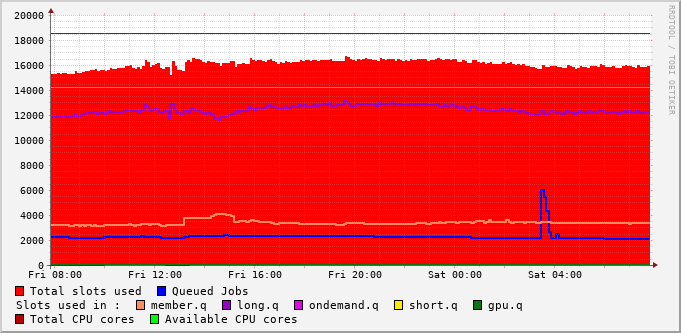 20000
18000
16000
14000
12000
10000
8000
6000
4000
2000
0
Fri 08:00 Fri 12:00 Fri 16:00 Fri 20:00 Sat 00:00 Sat 04:00
Total slots used Queued Jobs
Slots used in : member.q long.q ondemand.q short.q gpu.q
Total CPU cores Available CPU cores
RRDTOOL / TOBI OETIKER